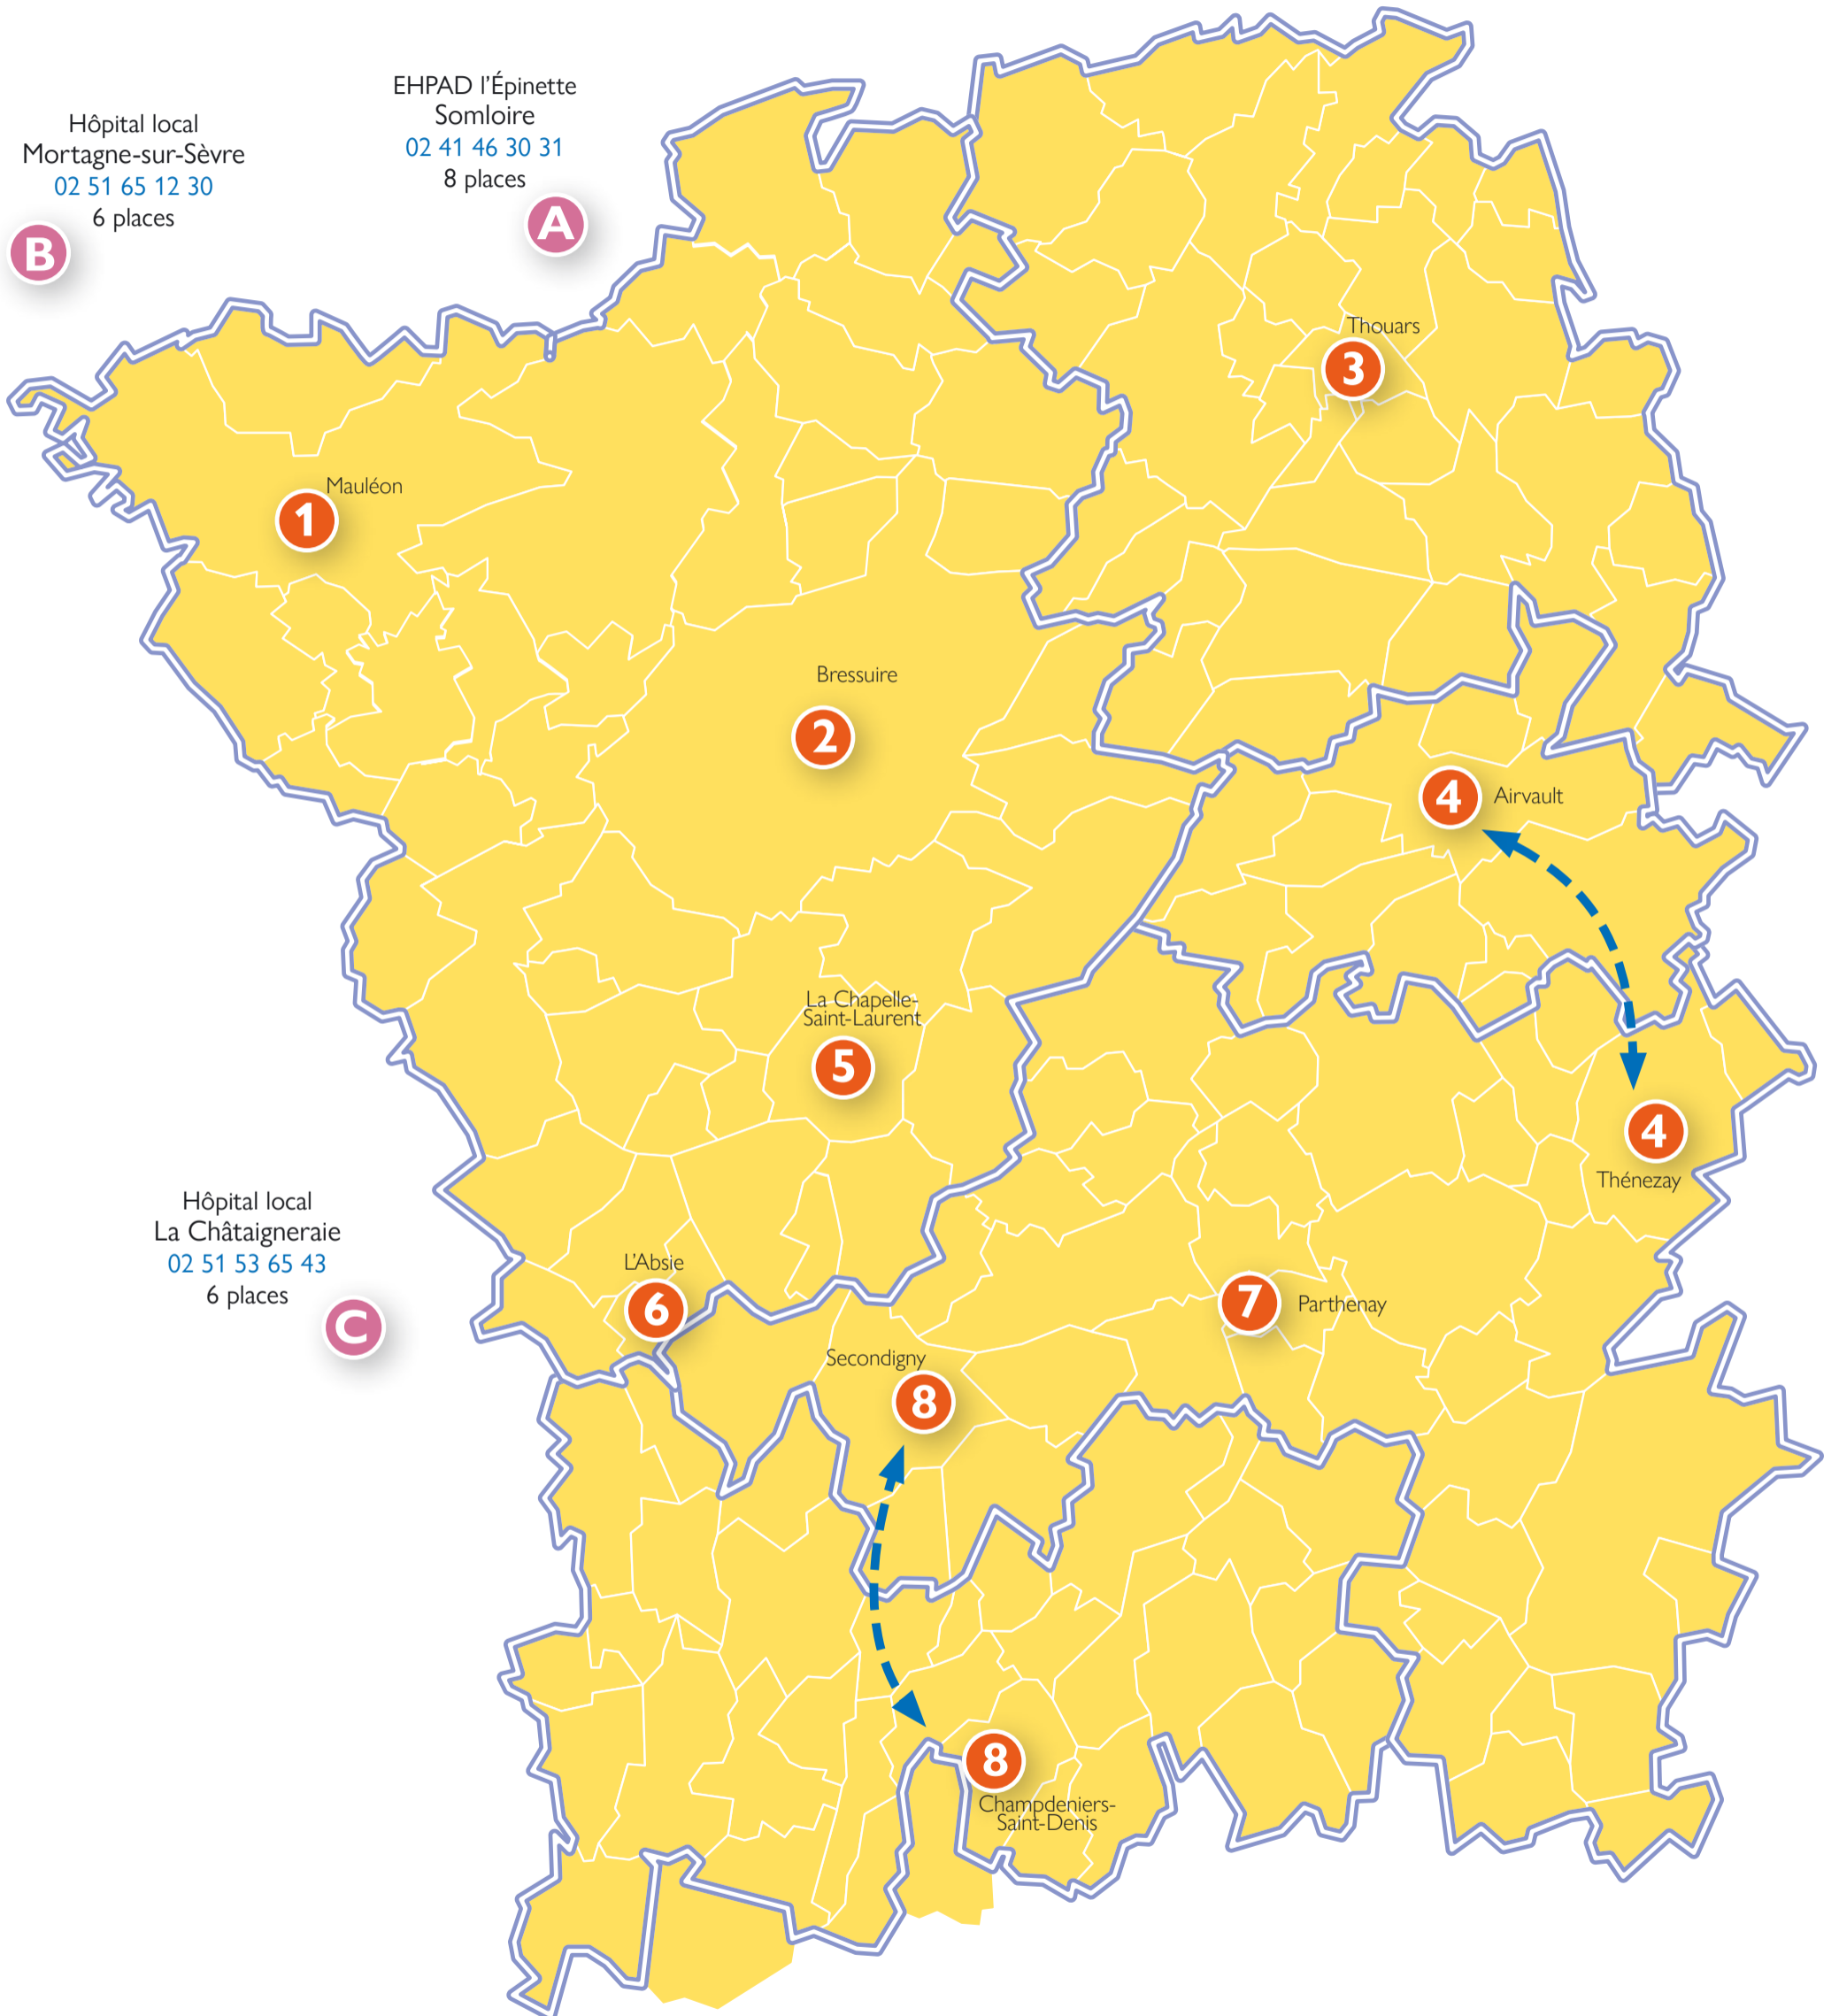 EHPAD l'Épinette
Somloire
02 41 46 30 31
8 places
A
Hôpital local
Mortagne-sur-Sèvre
02 51 65 12 30
6 places
B
Thouars
3
Mauléon
1
Bressuire
2
4
Airvault
La Chapelle-
Saint-Laurent
5
4
Thénezay
Hôpital local
La Châtaigneraie
02 51 53 65 43
6 places
C
L'Absie
6
7
Parthenay
Secondigny
8
8
Champdeniers-
Saint-Denis